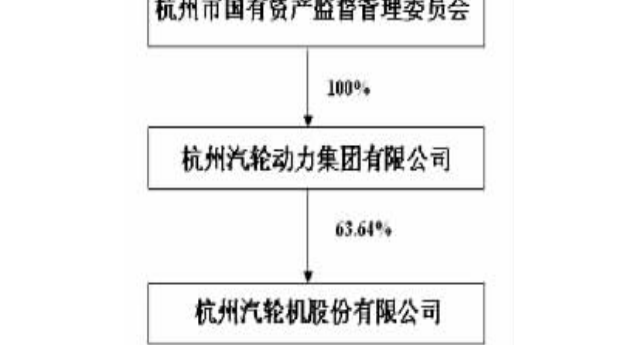 杭州市国有资产监督管理委员会
100%
杭州汽轮动力集团有限公司
63.64%
杭州汽轮机股份有限公司